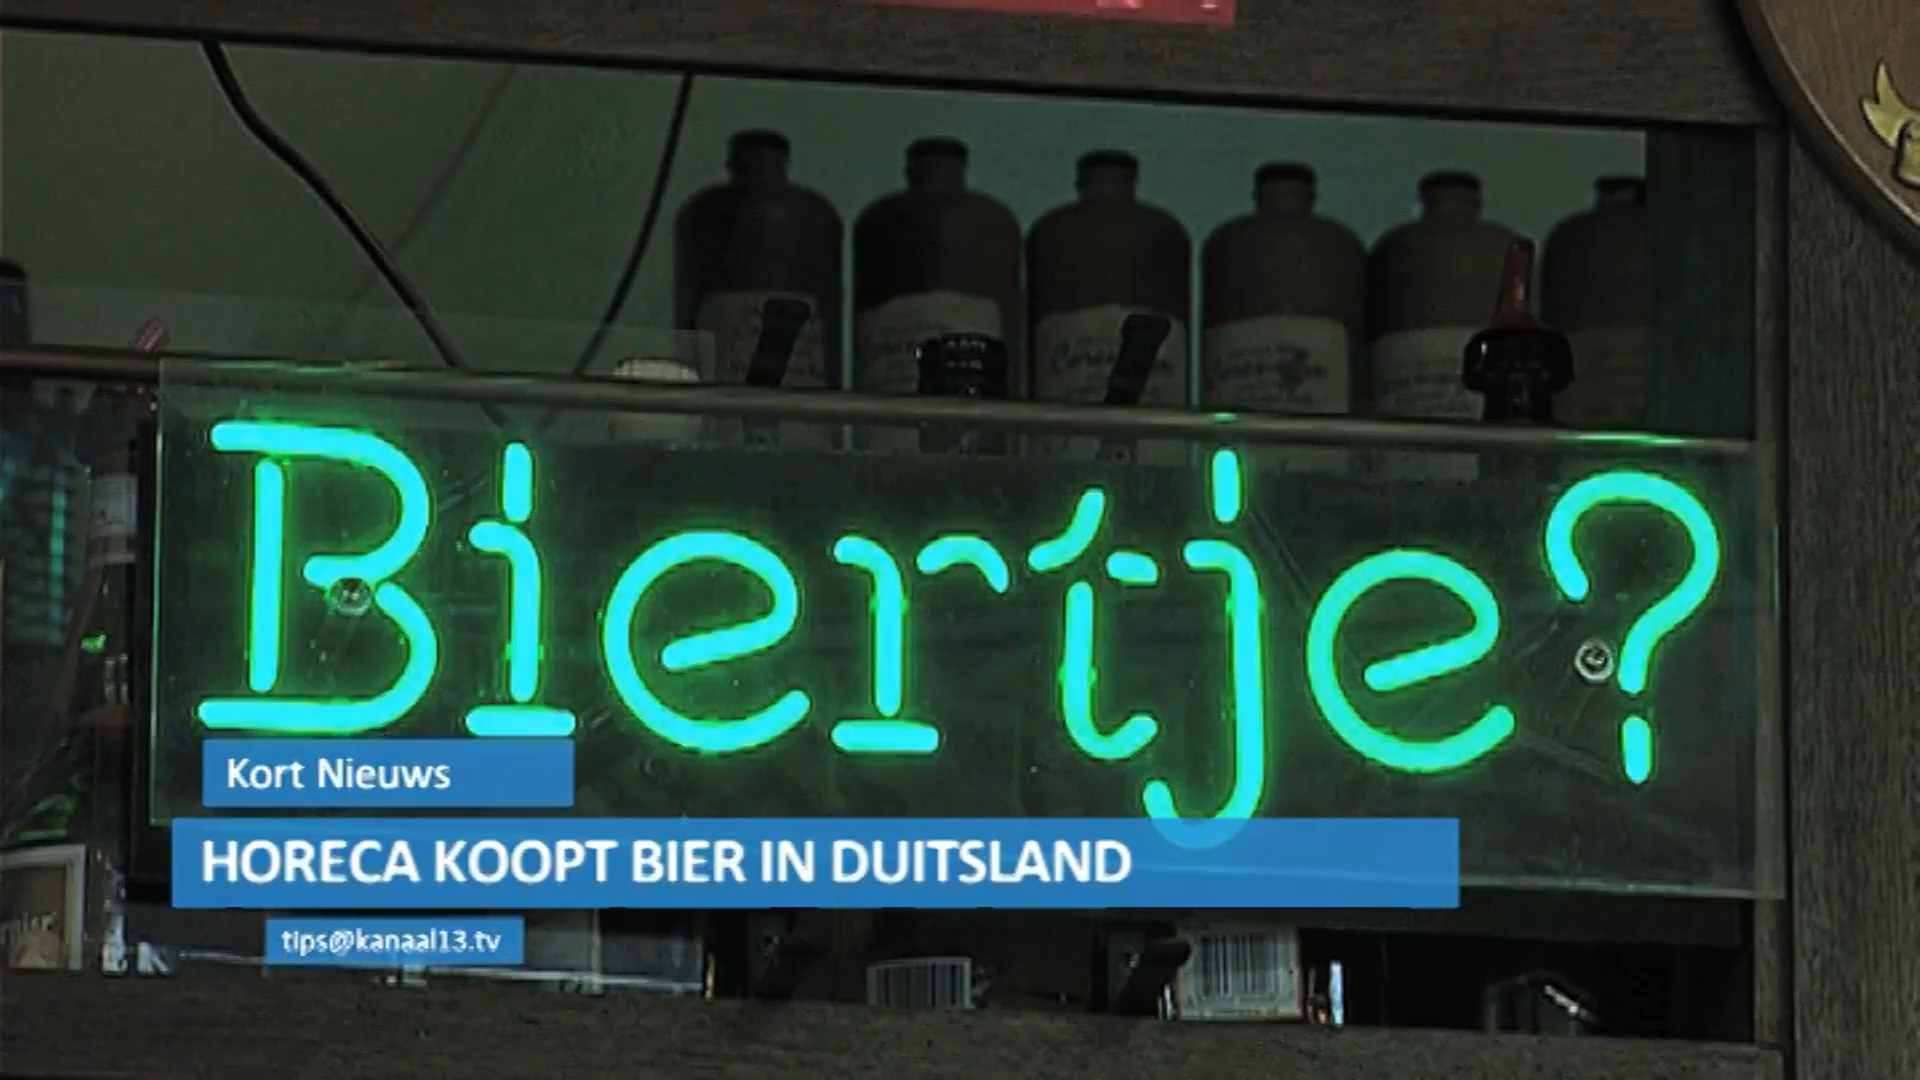 Biertje?
Kort Nieuws
HORECA KOOPT BIER IN DUITSLAND
tips@kanaal13.tv